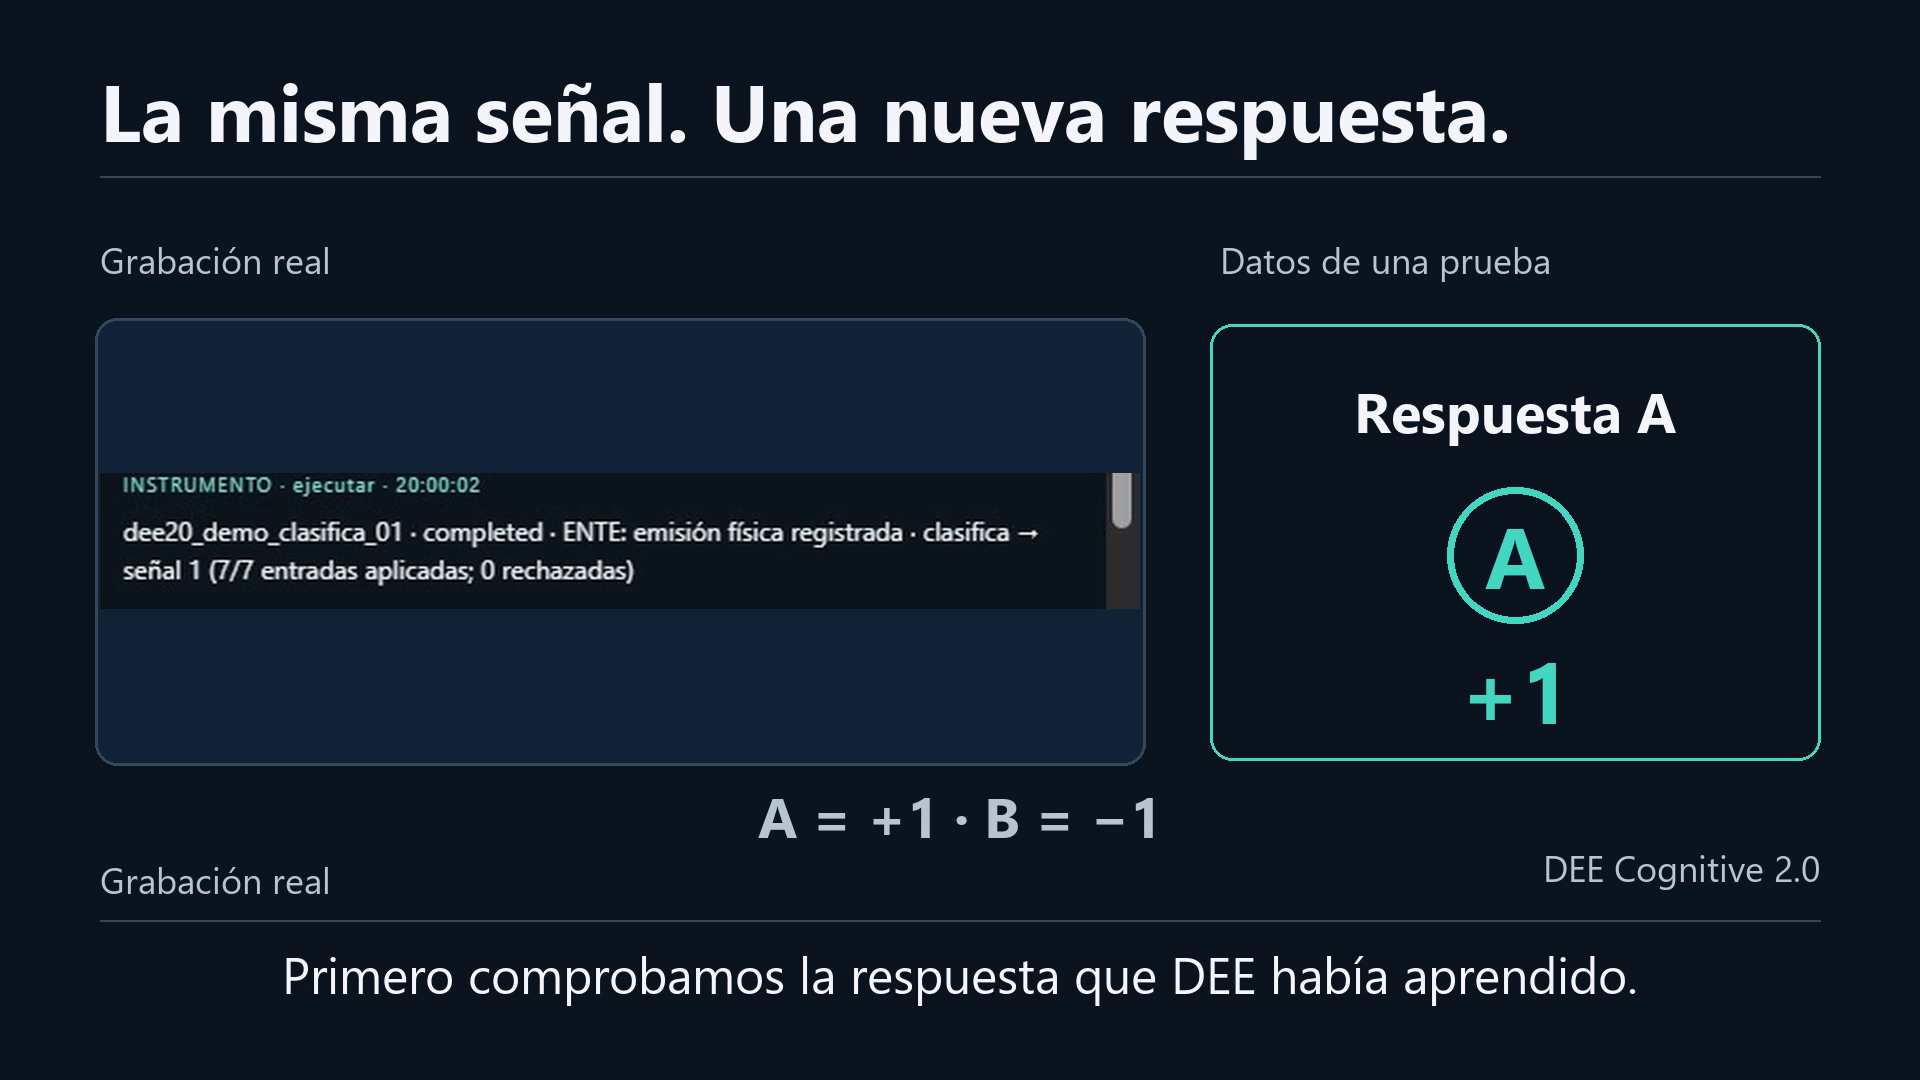 La misma señal. Una nueva respuesta.
Grabación real
Datos de una prueba
INSTRUMENTO · ejecutar · 20:00:02
dee20_demo_clasifica_01 · completed · ENTE: emisión física registrada · clasifica →
señal 1 (7/7 entradas aplicadas; 0 rechazadas)
Respuesta A
A
+1
A = +1 · B = −1
Grabación real
DEE Cognitive 2.0
Primero comprobamos la respuesta que DEE había aprendido.